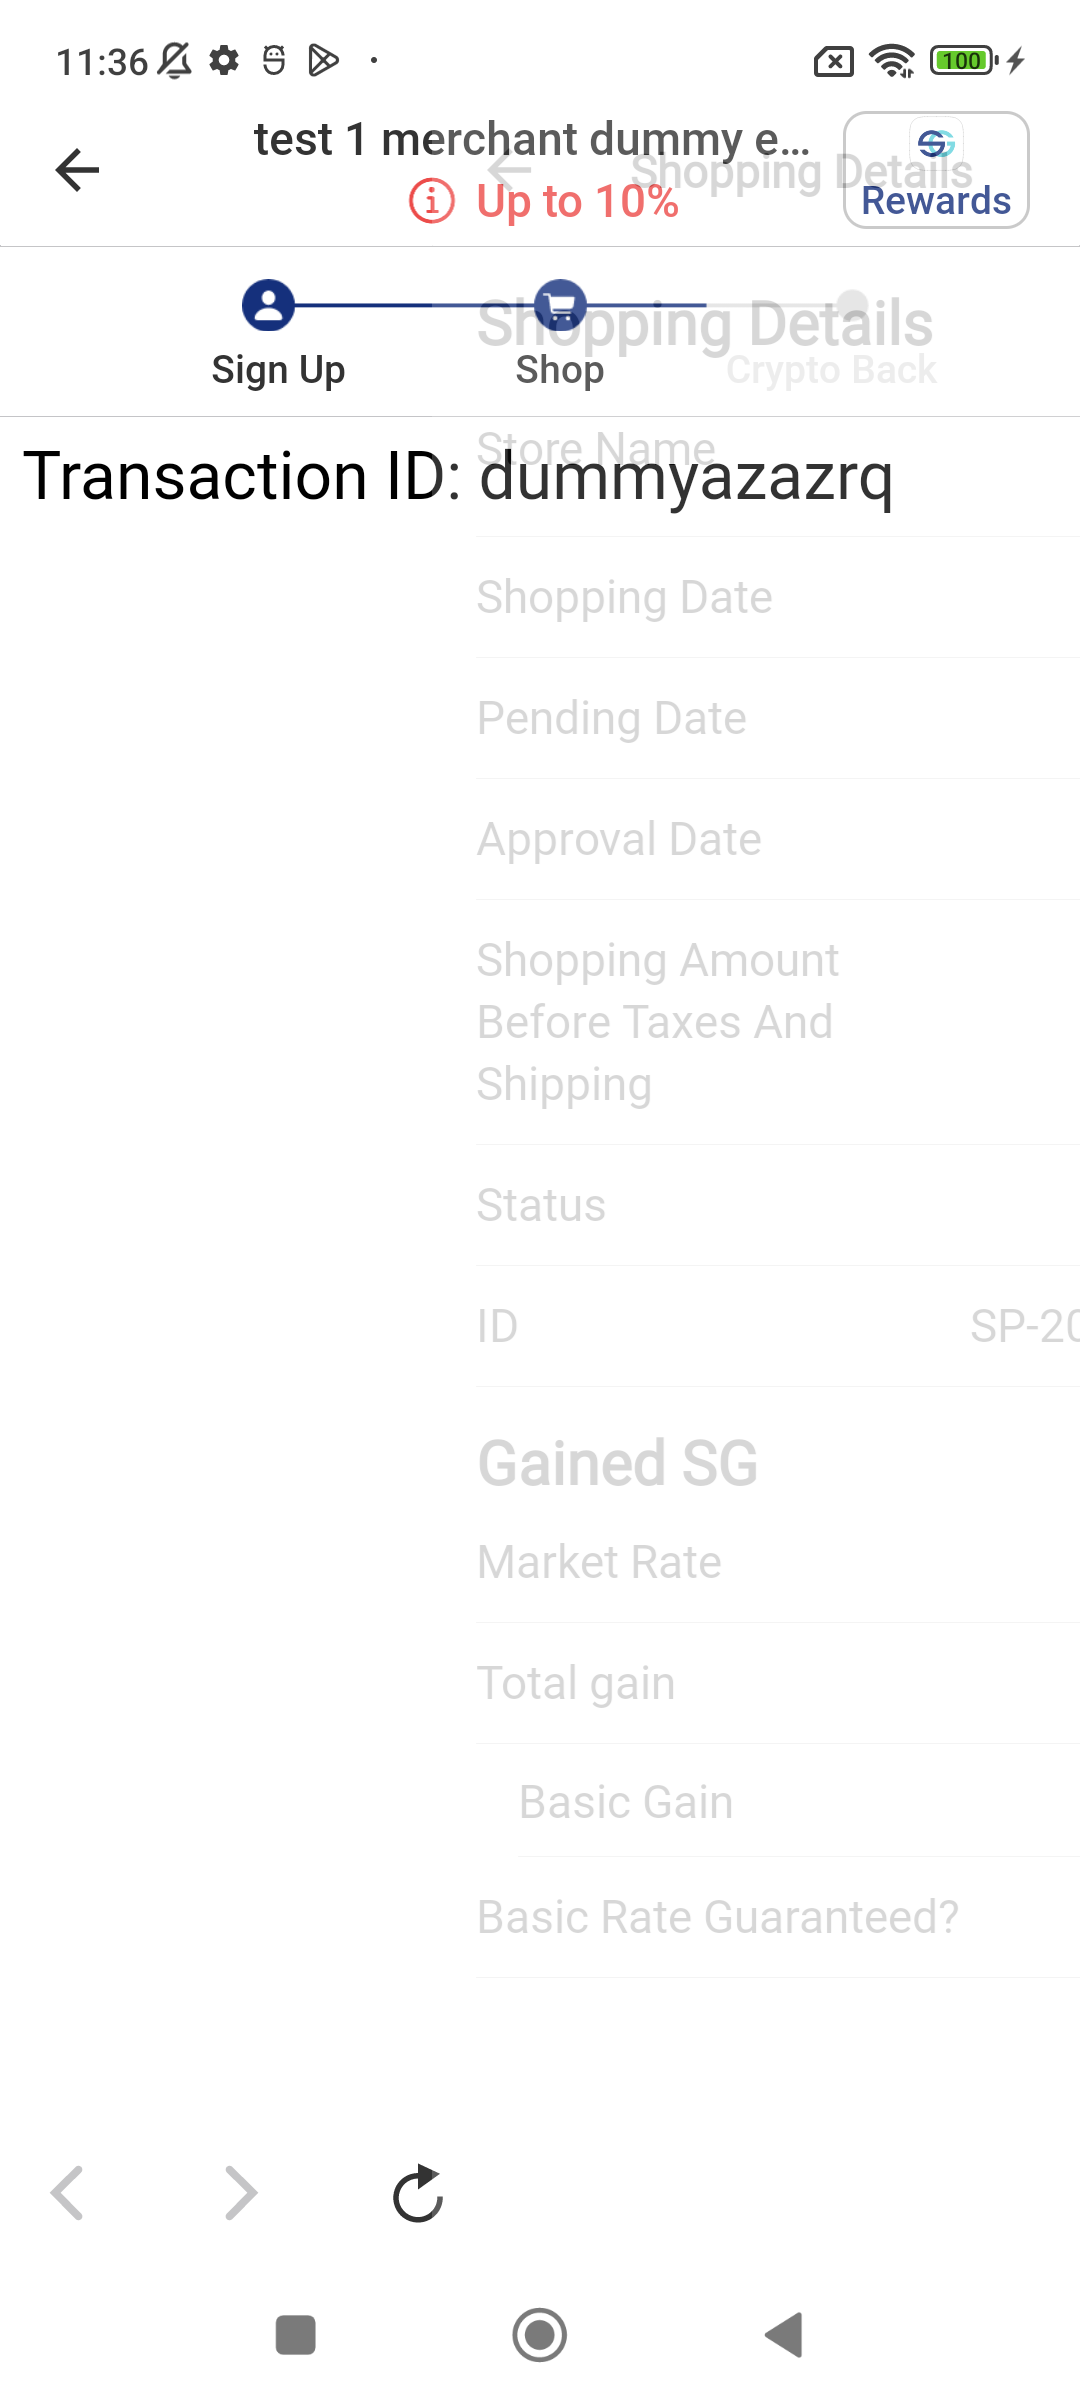 11:36
100
test 1 merchant dummy e...
Shopping Details
Up to 10%
Rewards
Shopping Details
Sign Up
Shop
Crypto Back
Store Name
Transaction ID: dummyazazrq
Shopping Date
Pending Date
Approval Date
Shopping Amount
Before Taxes And
Shipping
Status
ID SP-20
Gained SG
Market Rate
Total gain
Basic Gain
Basic Rate Guaranteed?